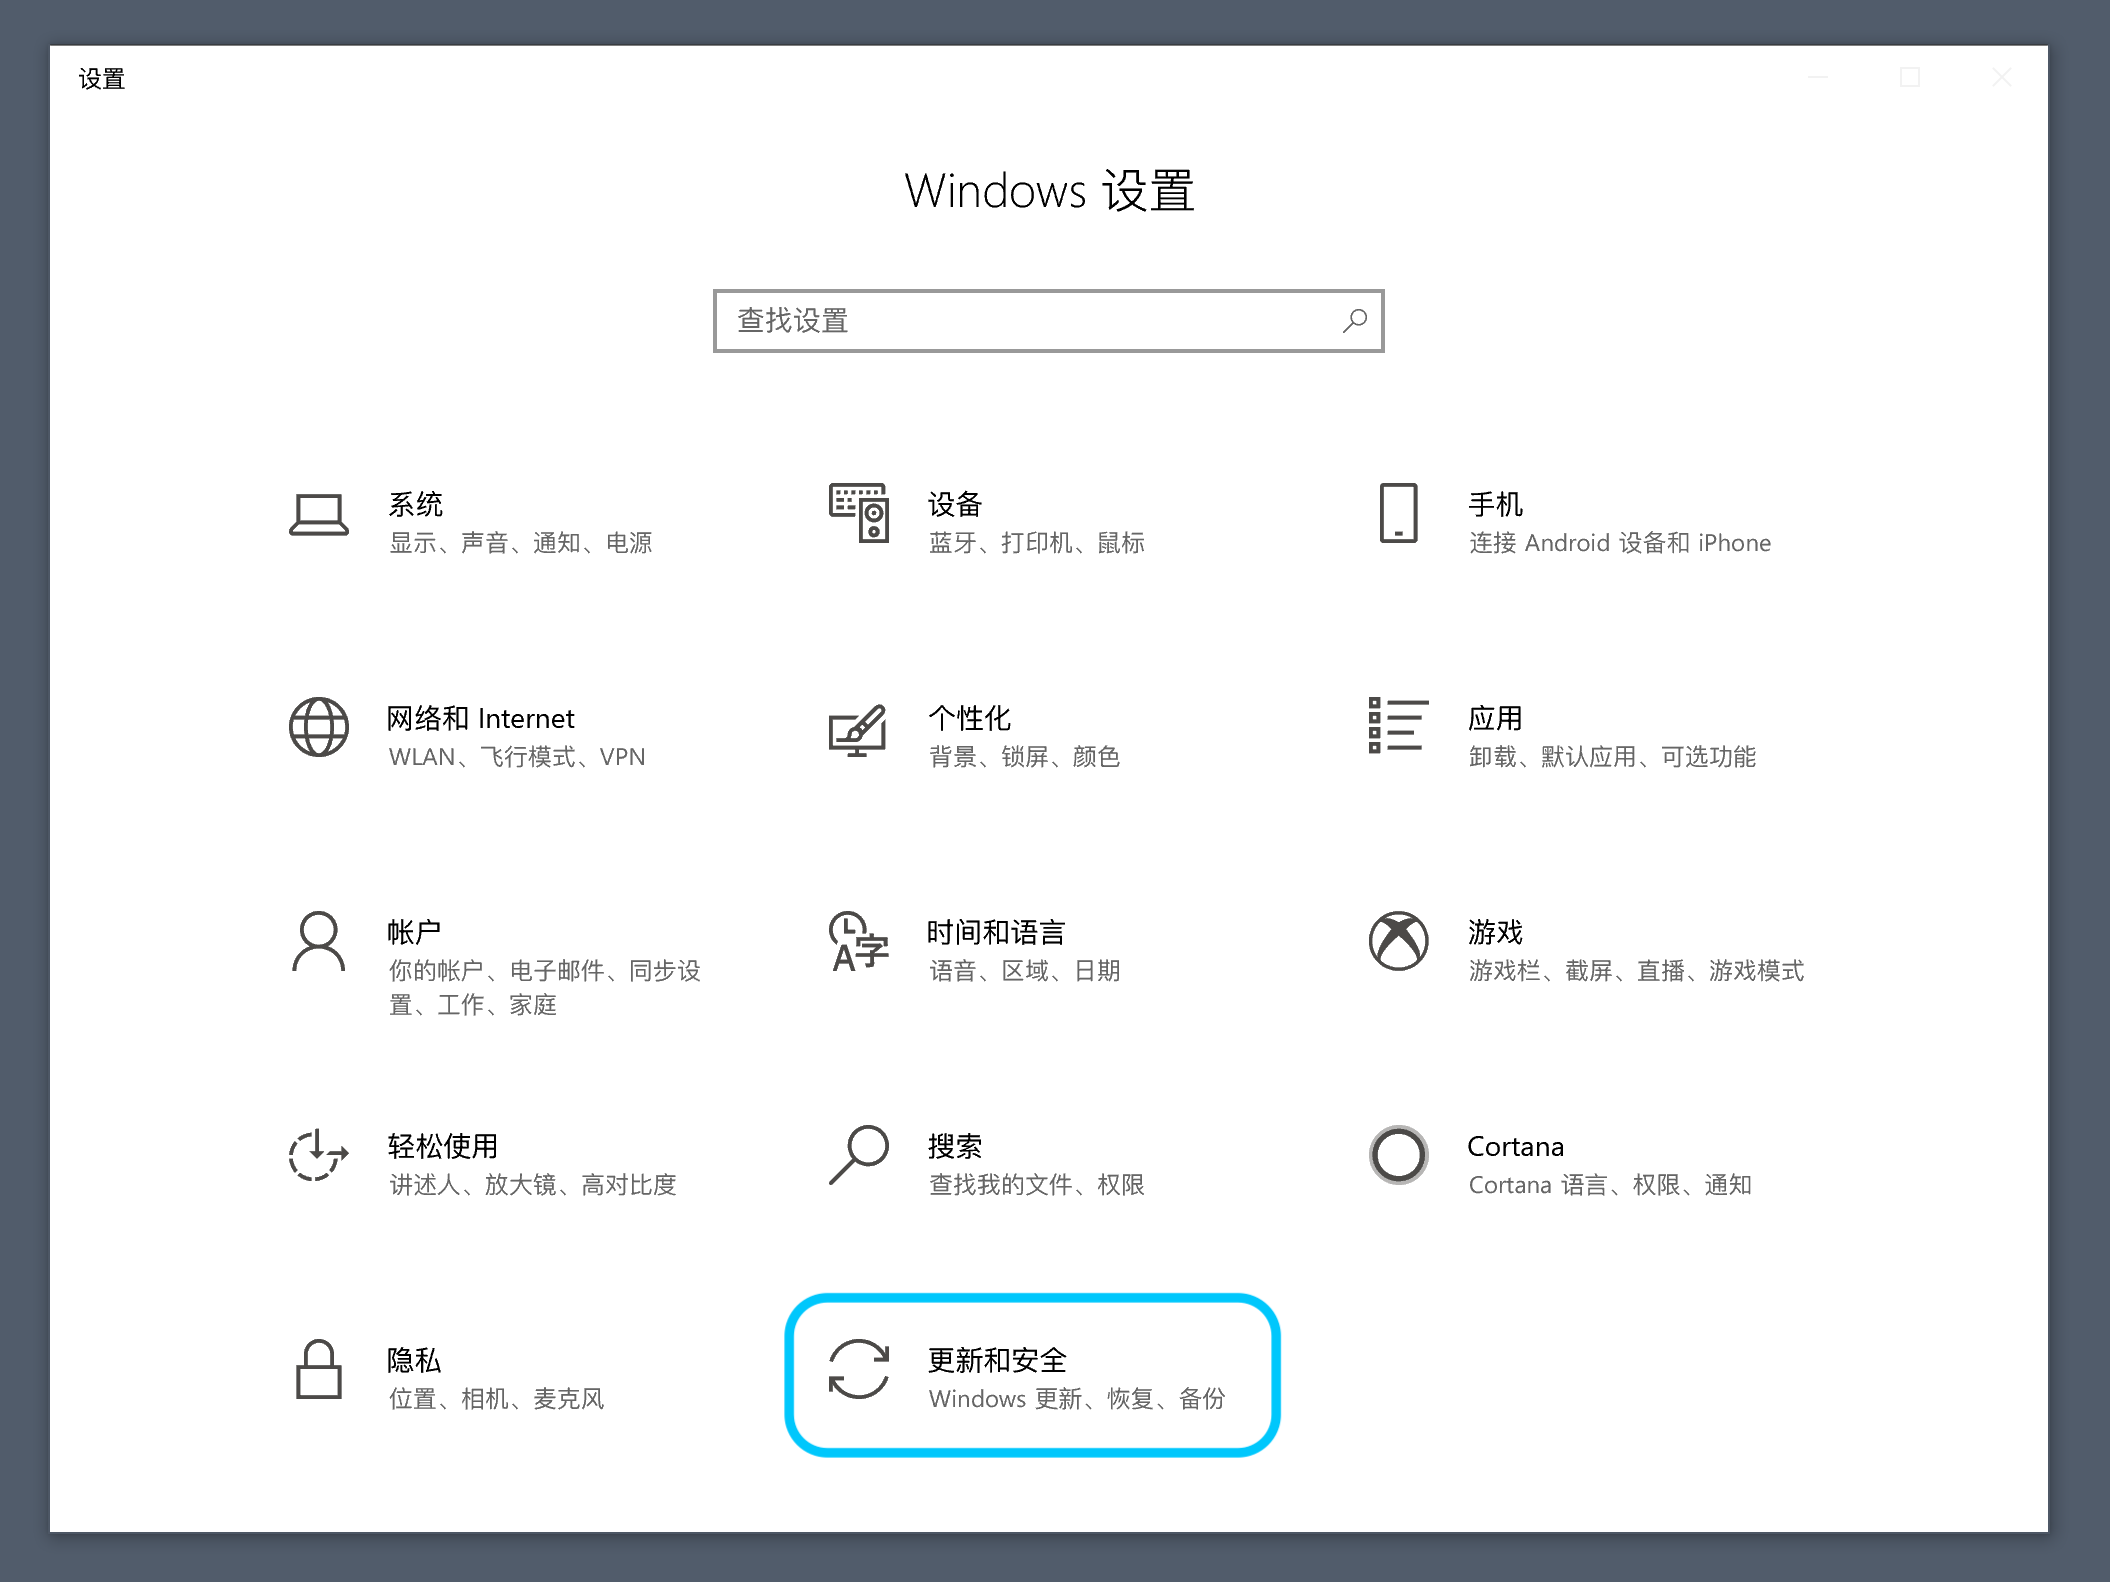 设置
Windows 设置
查找设置
系统
显示、声音、通知、电源
设备
蓝牙、打印机、鼠标
手机
连接 Android 设备和 iPhone
网络和 Internet
WLAN、飞行模式、VPN
个性化
背景、锁屏、颜色
应用
卸载、默认应用、可选功能
帐户
你的帐户、电子邮件、同步设
置、工作、家庭
时间和语言
语音、区域、日期
游戏
游戏栏、截屏、直播、游戏模式
轻松使用
讲述人、放大镜、高对比度
搜索
查找我的文件、权限
Cortana
Cortana 语言、权限、通知
隐私
位置、相机、麦克风
更新和安全
Windows 更新、恢复、备份